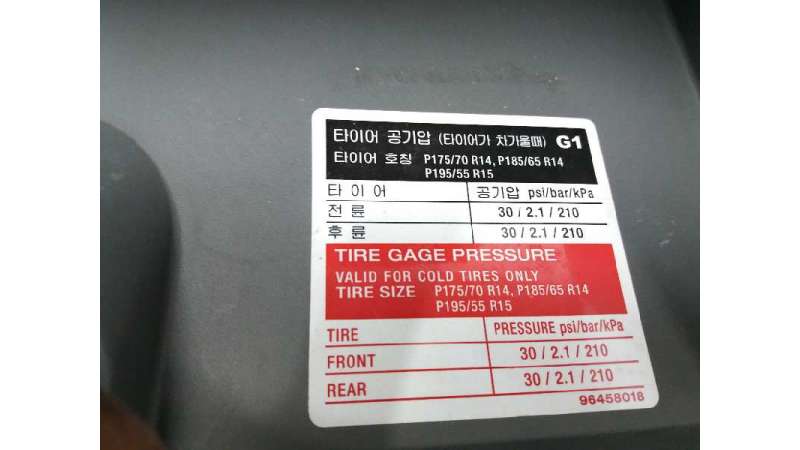 타이어 공기압 (타이어가 차가울때) G1
타이어 호칭 P175/70 R14, P185/65 R14
P195/55 R15
타 이 어 공기압 psi/bar/kPa
전 륜 30 / 2.1 / 210
후 륜 30 / 2.1 / 210
TIRE GAGE PRESSURE
VALID FOR COLD TIRES ONLY
TIRE SIZE P175/70 R14, P185/65 R14
P195/55 R15
TIRE PRESSURE psi/bar/kPa
FRONT 30 / 2.1 / 210
REAR 30 / 2.1 / 210
96458018